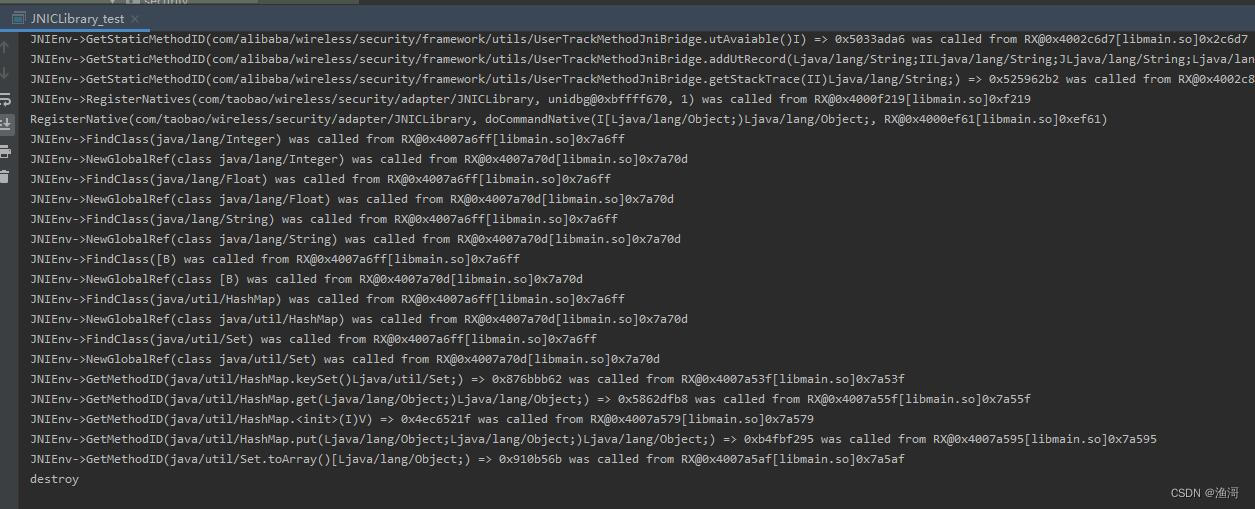 security
JNICLibrary_test
JNIEnv->GetStaticMethodID(com/alibaba/wireless/security/framework/utils/UserTrackMethodJniBridge.utAvaiable()I) => 0x5033ada6 was called from RX@0x4002c6d7[libmain.so]0x2c6d7
JNIEnv->GetStaticMethodID(com/alibaba/wireless/security/framework/utils/UserTrackMethodJniBridge.addUtRecord(Ljava/lang/String;IILjava/lang/String;JLjava/lang/String;Ljava/lan
JNIEnv->GetStaticMethodID(com/alibaba/wireless/security/framework/utils/UserTrackMethodJniBridge.getStackTrace(II)Ljava/lang/String;) => 0x525962b2 was called from RX@0x4002c8
JNIEnv->RegisterNatives(com/taobao/wireless/security/adapter/JNICLibrary, unidbg@0xbffff670, 1) was called from RX@0x4000f219[libmain.so]0xf219
RegisterNative(com/taobao/wireless/security/adapter/JNICLibrary, doCommandNative(I[Ljava/lang/Object;)Ljava/lang/Object;, RX@0x4000ef61[libmain.so]0xef61)
JNIEnv->FindClass(java/lang/Integer) was called from RX@0x4007a6ff[libmain.so]0x7a6ff
JNIEnv->NewGlobalRef(class java/lang/Integer) was called from RX@0x4007a70d[libmain.so]0x7a70d
JNIEnv->FindClass(java/lang/Float) was called from RX@0x4007a6ff[libmain.so]0x7a6ff
JNIEnv->NewGlobalRef(class java/lang/Float) was called from RX@0x4007a70d[libmain.so]0x7a70d
JNIEnv->FindClass(java/lang/String) was called from RX@0x4007a6ff[libmain.so]0x7a6ff
JNIEnv->NewGlobalRef(class java/lang/String) was called from RX@0x4007a70d[libmain.so]0x7a70d
JNIEnv->FindClass([B) was called from RX@0x4007a6ff[libmain.so]0x7a6ff
JNIEnv->NewGlobalRef(class [B) was called from RX@0x4007a70d[libmain.so]0x7a70d
JNIEnv->FindClass(java/util/HashMap) was called from RX@0x4007a6ff[libmain.so]0x7a6ff
JNIEnv->NewGlobalRef(class java/util/HashMap) was called from RX@0x4007a70d[libmain.so]0x7a70d
JNIEnv->FindClass(java/util/Set) was called from RX@0x4007a6ff[libmain.so]0x7a6ff
JNIEnv->NewGlobalRef(class java/util/Set) was called from RX@0x4007a70d[libmain.so]0x7a70d
JNIEnv->GetMethodID(java/util/HashMap.keySet()Ljava/util/Set;) => 0x876bbb62 was called from RX@0x4007a53f[libmain.so]0x7a53f
JNIEnv->GetMethodID(java/util/HashMap.get(Ljava/lang/Object;)Ljava/lang/Object;) => 0x5862dfb8 was called from RX@0x4007a55f[libmain.so]0x7a55f
JNIEnv->GetMethodID(java/util/HashMap.<init>(I)V) => 0x4ec6521f was called from RX@0x4007a579[libmain.so]0x7a579
JNIEnv->GetMethodID(java/util/HashMap.put(Ljava/lang/Object;Ljava/lang/Object;)Ljava/lang/Object;) => 0xb4fbf295 was called from RX@0x4007a595[libmain.so]0x7a595
JNIEnv->GetMethodID(java/util/Set.toArray()[Ljava/lang/Object;) => 0x910b56b was called from RX@0x4007a5af[libmain.so]0x7a5af
destroy
CSDN @渔滒